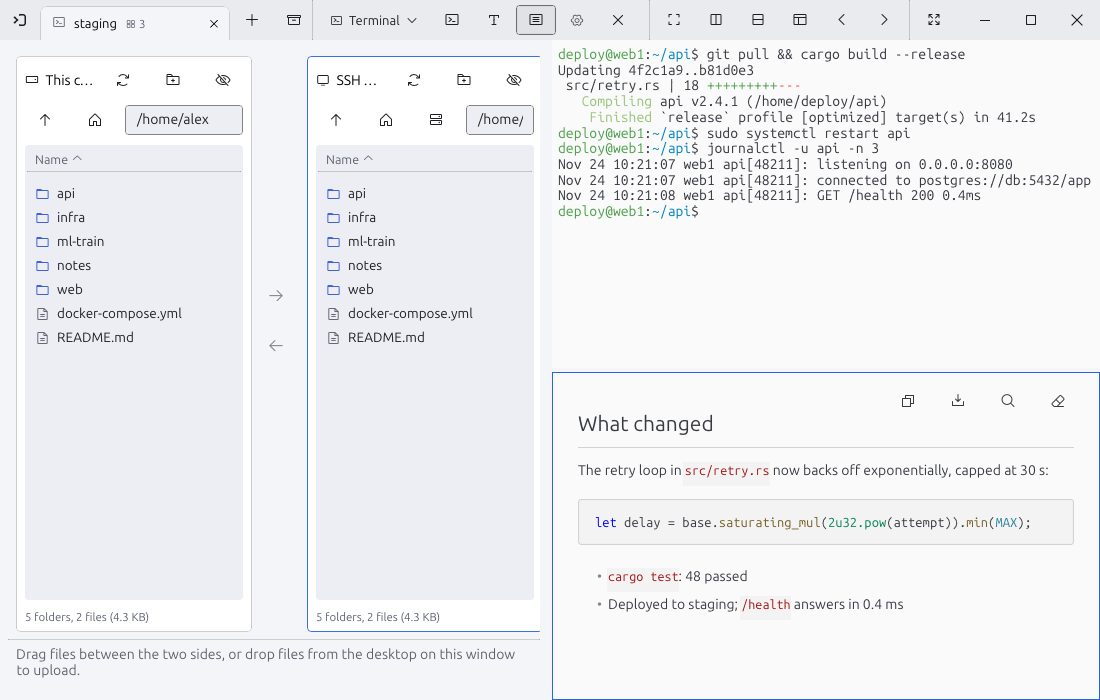 staging 3
Terminal
This c...
/home/alex
Name
api
infra
ml-train
notes
web
docker-compose.yml
README.md
5 folders, 2 files (4.3 KB)
SSH ...
/home/
Name
api
infra
ml-train
notes
web
docker-compose.yml
README.md
5 folders, 2 files (4.3 KB)
Drag files between the two sides, or drop files from the desktop on this window
to upload.
deploy@web1:~/api$ git pull && cargo build --release
Updating 4f2c1a9..b81d0e3
 src/retry.rs | 18 +++++++++---
   Compiling api v2.4.1 (/home/deploy/api)
    Finished `release` profile [optimized] target(s) in 41.2s
deploy@web1:~/api$ sudo systemctl restart api
deploy@web1:~/api$ journalctl -u api -n 3
Nov 24 10:21:07 web1 api[48211]: listening on 0.0.0.0:8080
Nov 24 10:21:07 web1 api[48211]: connected to postgres://db:5432/app
Nov 24 10:21:08 web1 api[48211]: GET /health 200 0.4ms
deploy@web1:~/api$
What changed
The retry loop in src/retry.rs now backs off exponentially, capped at 30 s:
let delay = base.saturating_mul(2u32.pow(attempt)).min(MAX);
• cargo test: 48 passed
• Deployed to staging; /health answers in 0.4 ms